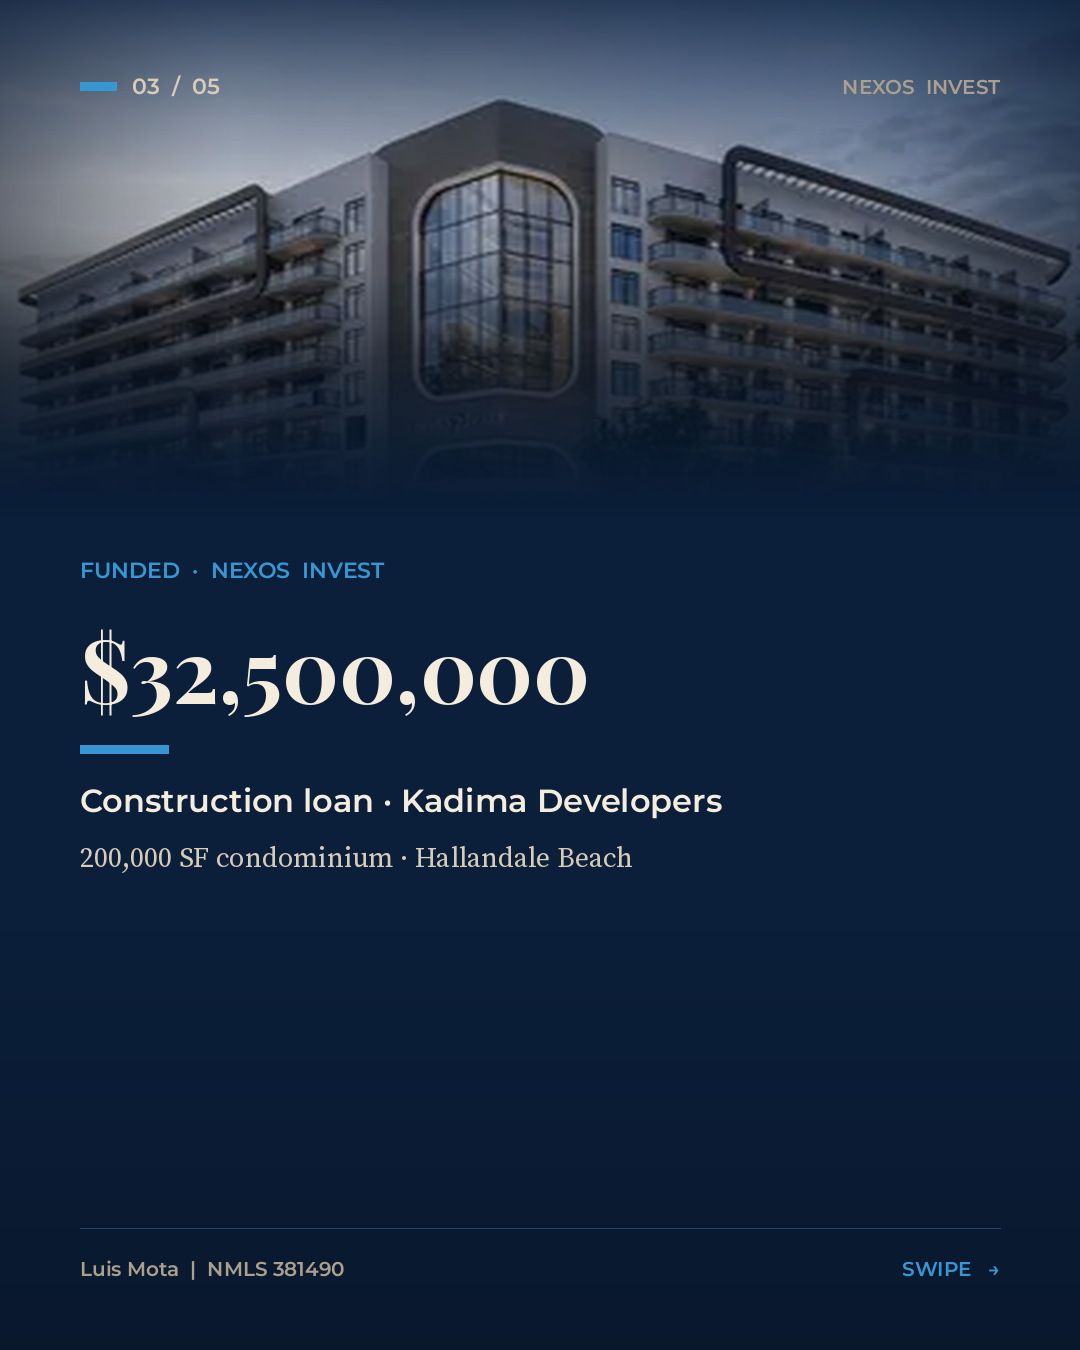 03 / 05
NEXOS INVEST
FUNDED · NEXOS INVEST
$32,500,000
Construction loan · Kadima Developers
200,000 SF condominium · Hallandale Beach
Luis Mota | NMLS 381490
SWIPE →